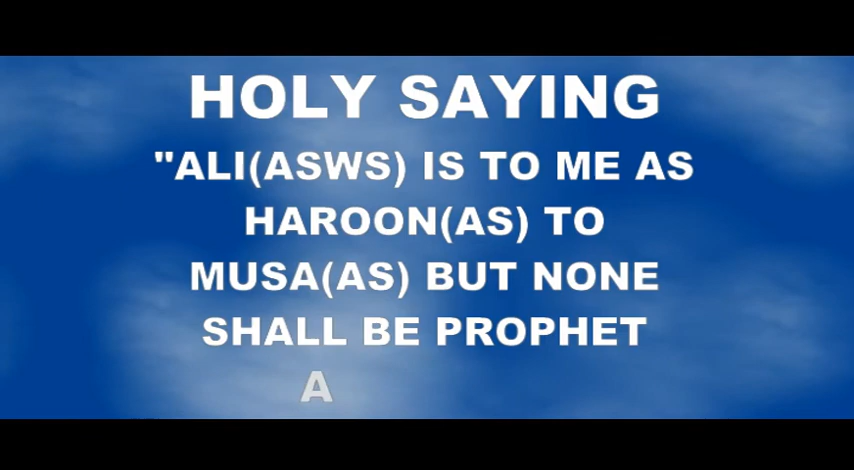 HOLY SAYING
"ALI(ASWS) IS TO ME AS
HAROON(AS) TO
MUSA(AS) BUT NONE
SHALL BE PROPHET
A